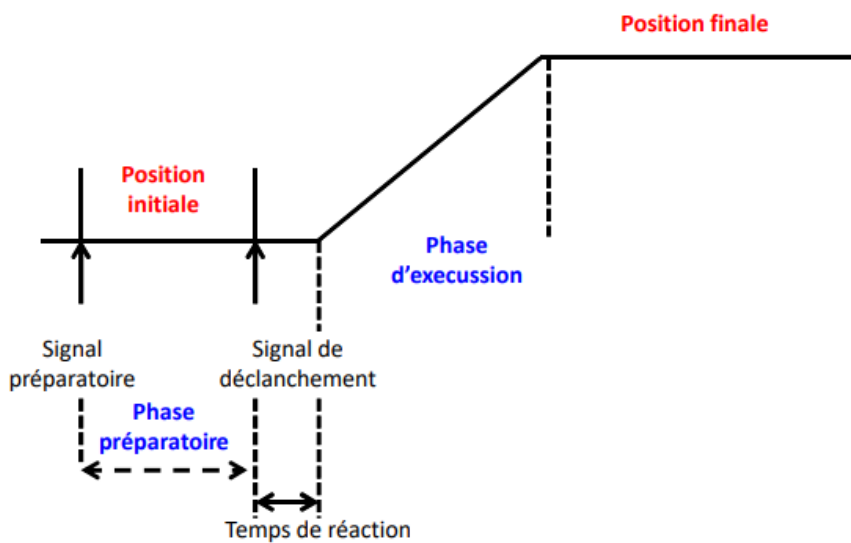 Position finale
Position
initiale
Phase
d'execussion
Signal
préparatoire
Signal de
déclanchement
Phase
préparatoire
Temps de réaction